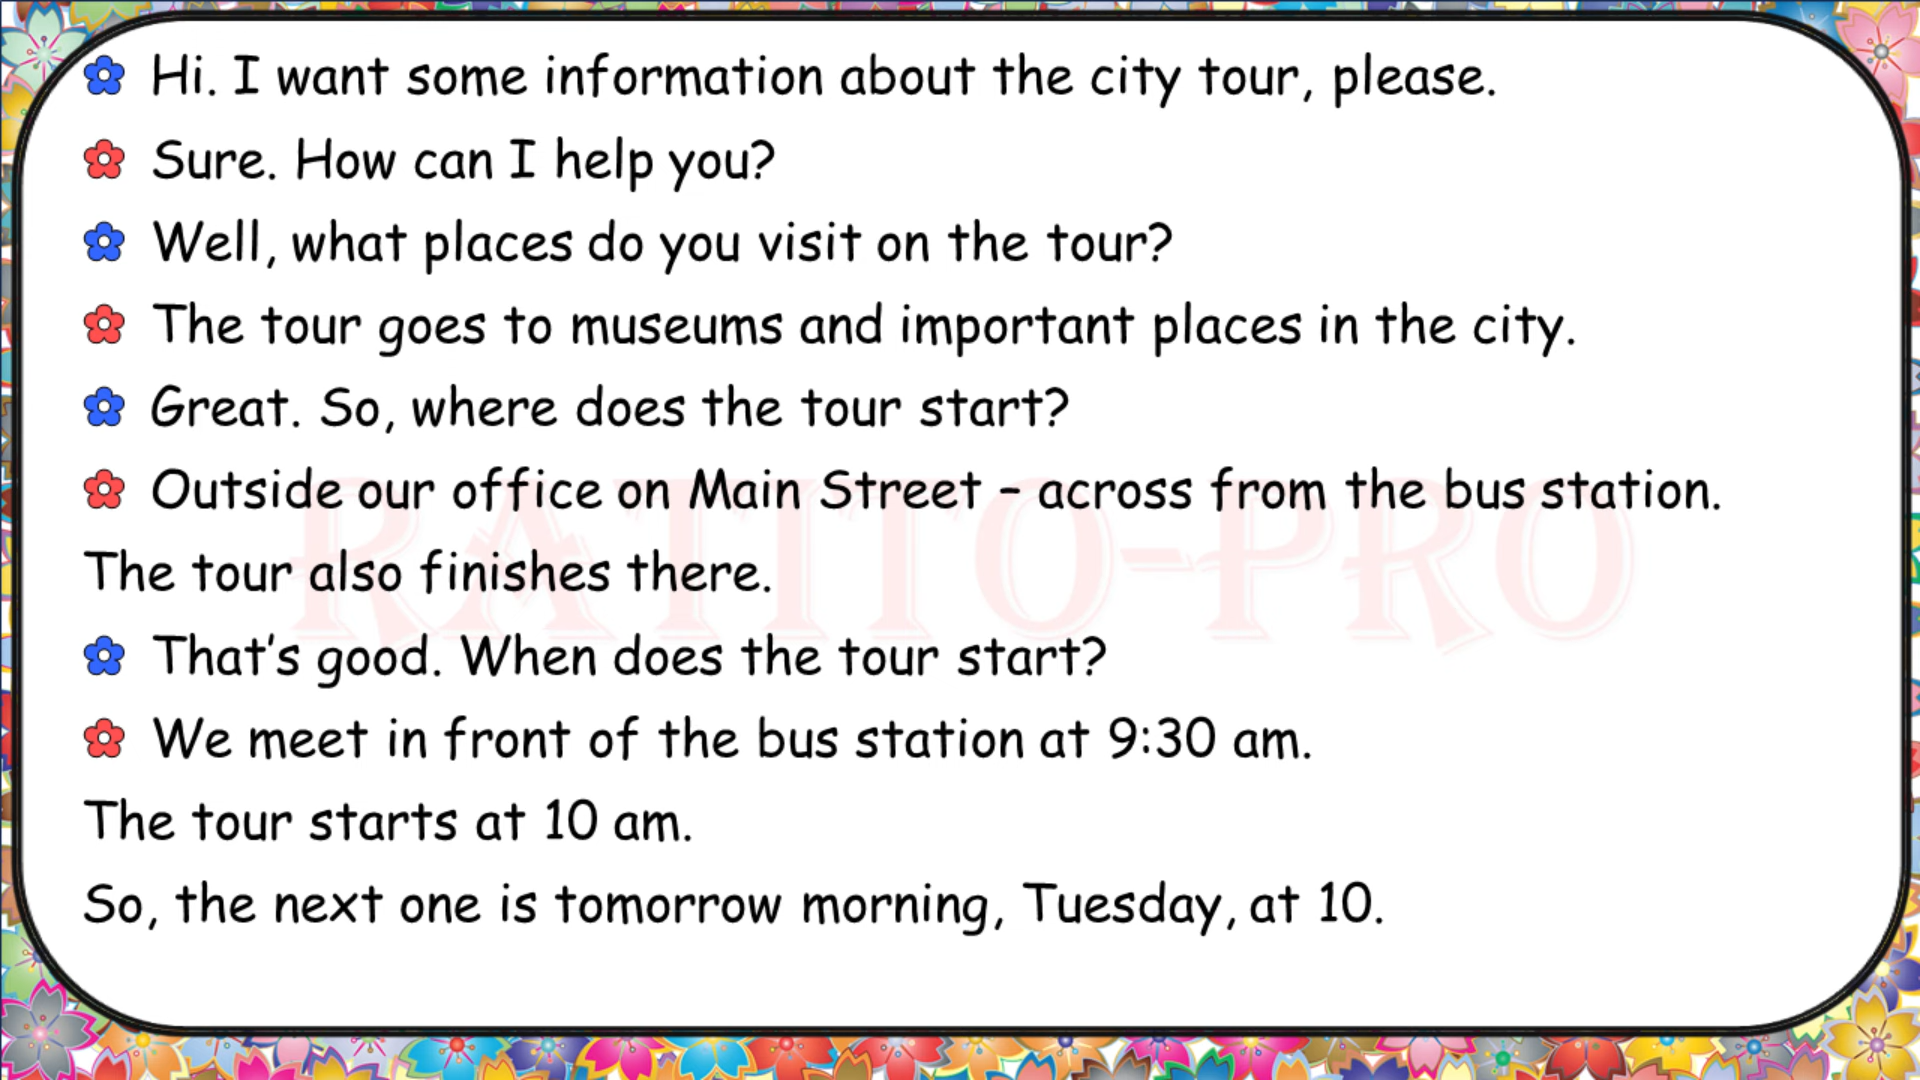 Hi. I want some information about the city tour, please.
Sure. How can I help you?
Well, what places do you visit on the tour?
The tour goes to museums and important places in the city.
Great. So, where does the tour start?
Outside our office on Main Street – across from the bus station.
The tour also finishes there.
That's good. When does the tour start?
We meet in front of the bus station at 9:30 am.
The tour starts at 10 am.
So, the next one is tomorrow morning, Tuesday, at 10.
RATITO-PRO